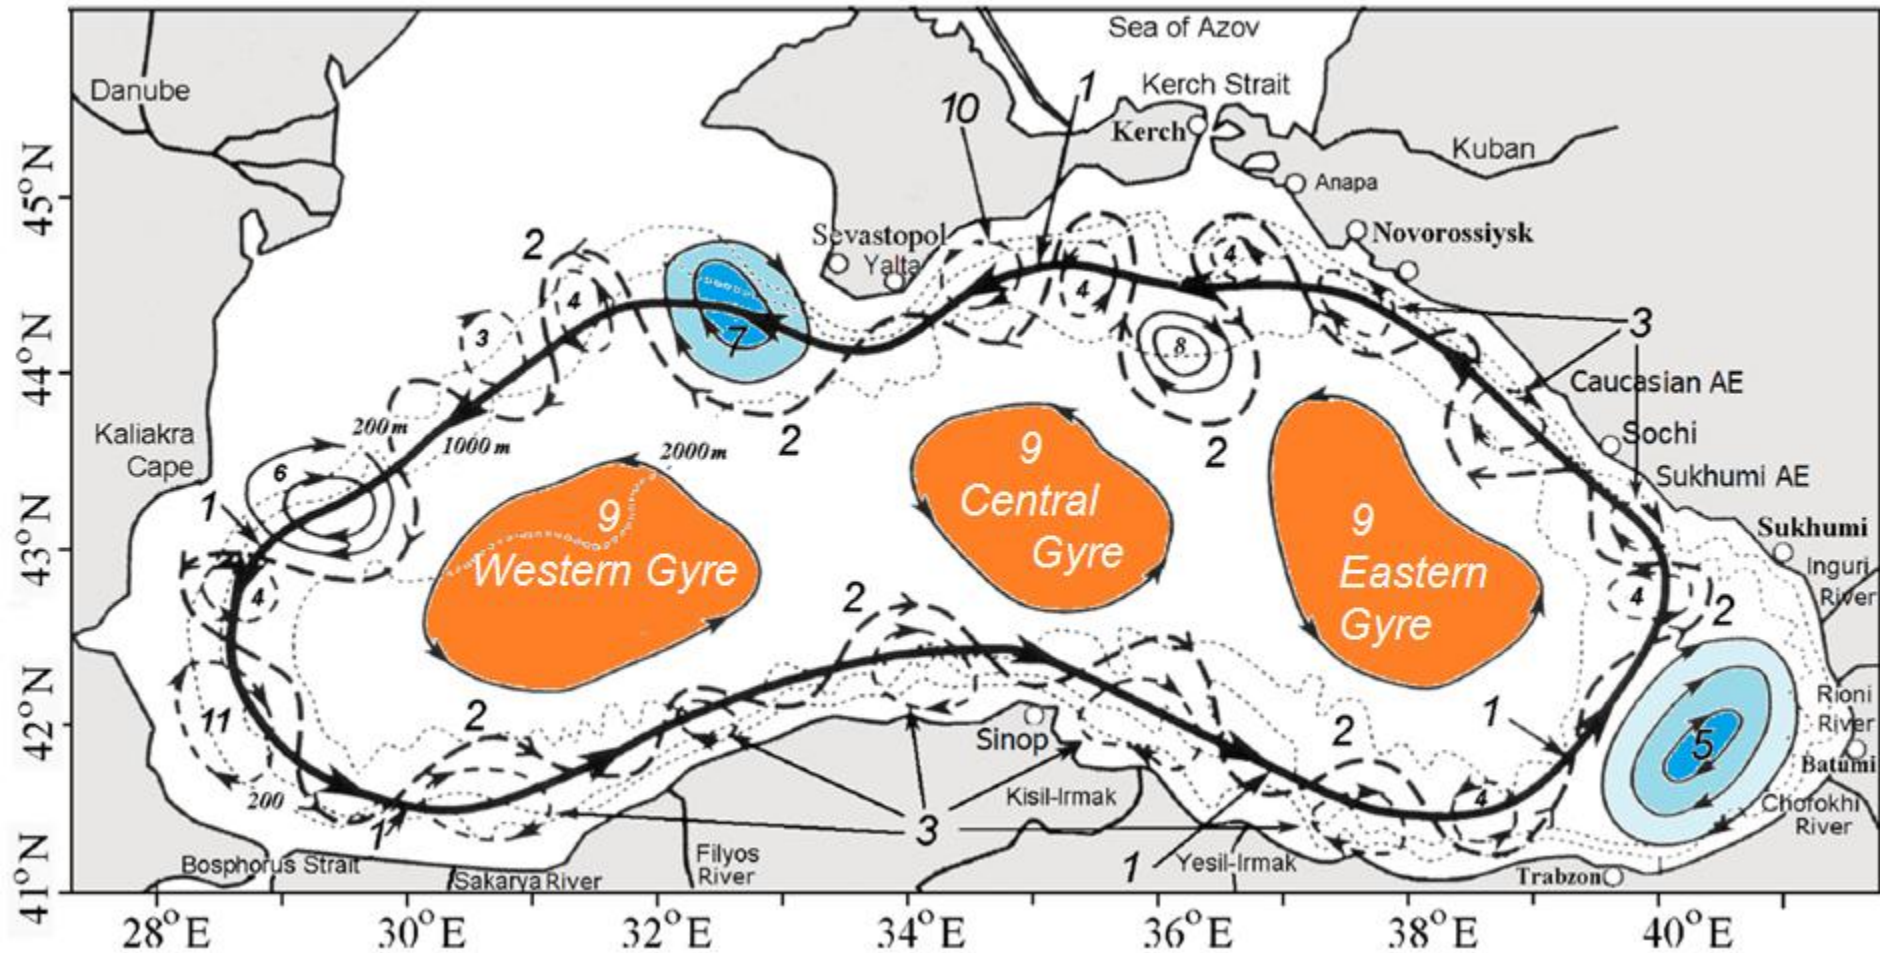 Sea of Azov
Danube
Kerch Strait
10
1
Kerch
Kuban
45°N
Anapa
2
Sevastopol
Novorossiysk
Yalta
4
4
4
3
3
7
8
44°N
Caucasian AE
200 m
1000 m
2
2000 m
9
2
Kaliakra
Cape
Sochi
6
Sukhumi AE
1
9
Central
Gyre
9
Eastern
Gyre
Western Gyre
43°N
Sukhumi
Inguri
River
4
2
4
2
42°N
11
2
Sinop
2
1
5
Rioni
River
Batumi
200
1
3
Kisil-Irmak
Chorokhi
River
4
1
Yesil-Irmak
Bosphorus Strait
Sakarya River
Filyos
River
Trabzon
41°N
28°E
30°E
32°E
34°E
36°E
38°E
40°E